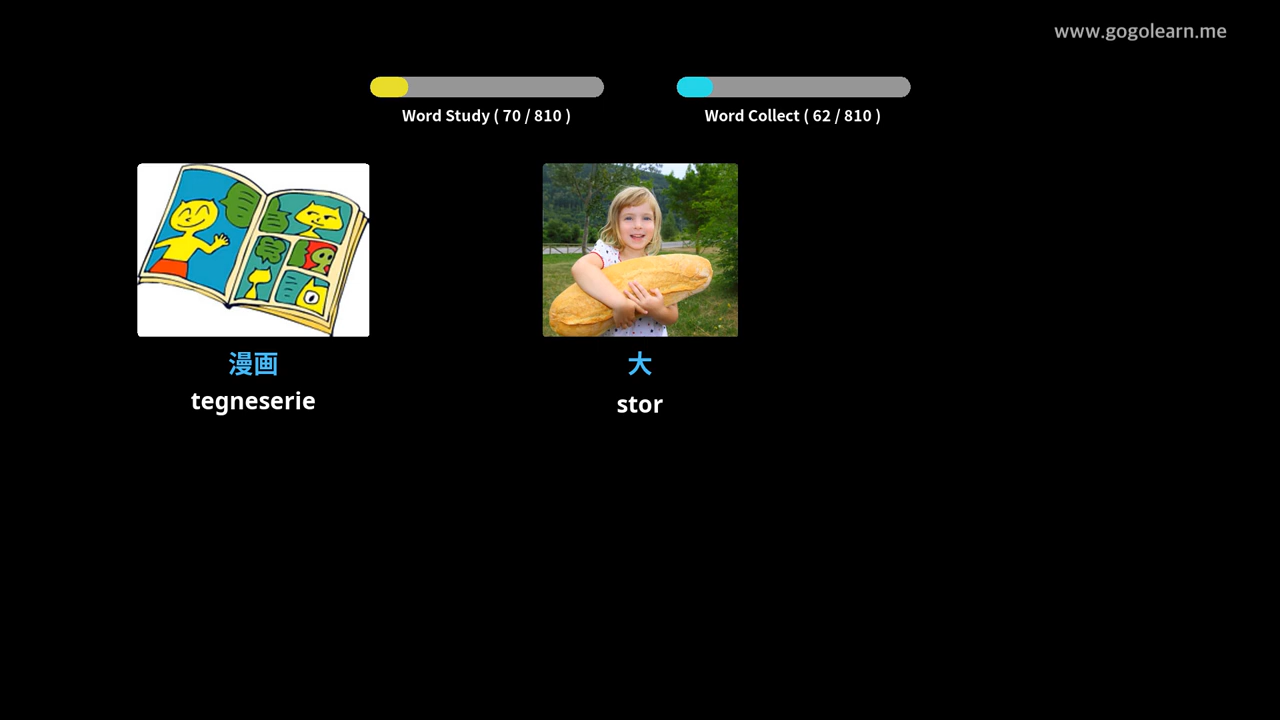 www.gogolearn.me
Word Study ( 70 / 810 )
Word Collect ( 62 / 810 )
漫画
tegneserie
大
stor